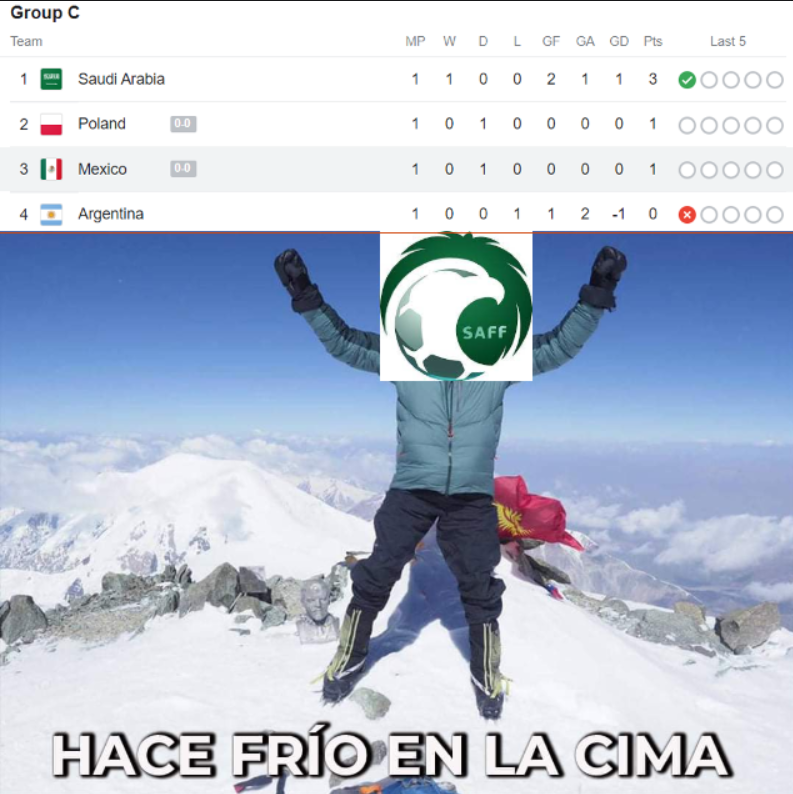 Group C
Team MP W D L GF GA GD Pts Last 5
1 Saudi Arabia 1 1 0 0 2 1 1 3
2 Poland 0-0 1 0 1 0 0 0 0 1
3 Mexico 0-0 1 0 1 0 0 0 0 1
4 Argentina 1 0 0 1 1 2 -1 0
SAFF
HACE FRÍO EN LA CIMA